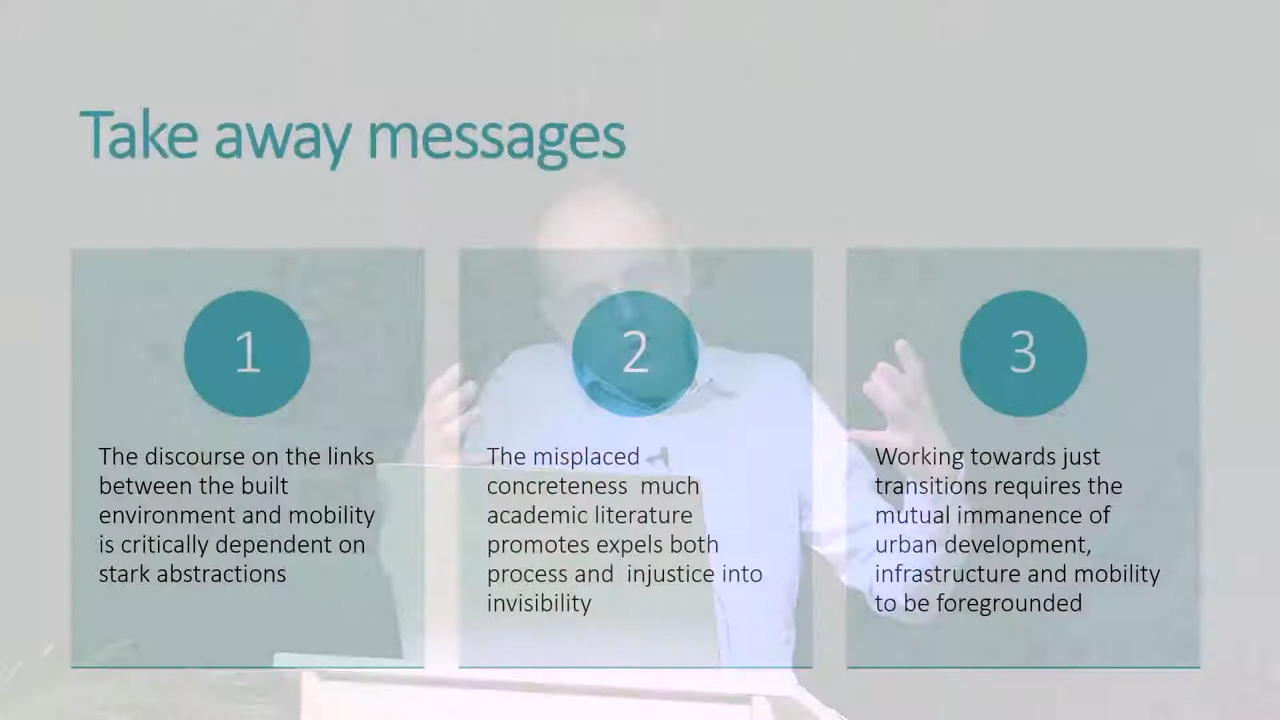 Take away messages
1
The discourse on the links
between the built
environment and mobility
is critically dependent on
stark abstractions
2
The misplaced
concreteness much
academic literature
promotes expels both
process and injustice into
invisibility
3
Working towards just
transitions requires the
mutual immanence of
urban development,
infrastructure and mobility
to be foregrounded